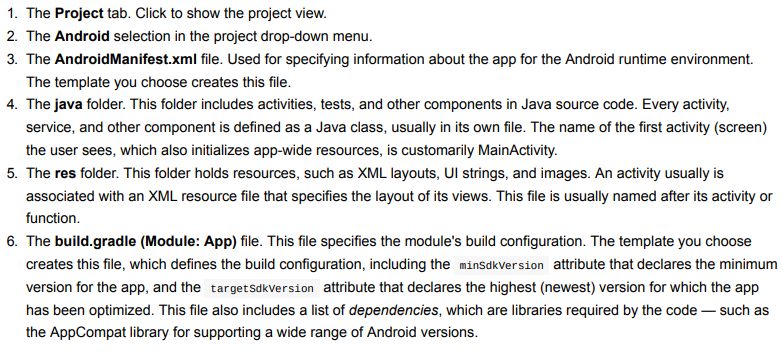 1. The Project tab. Click to show the project view.
2. The Android selection in the project drop-down menu.
3. The AndroidManifest.xml file. Used for specifying information about the app for the Android runtime environment.
The template you choose creates this file.
4. The java folder. This folder includes activities, tests, and other components in Java source code. Every activity,
service, and other component is defined as a Java class, usually in its own file. The name of the first activity (screen)
the user sees, which also initializes app-wide resources, is customarily MainActivity.
5. The res folder. This folder holds resources, such as XML layouts, UI strings, and images. An activity usually is
associated with an XML resource file that specifies the layout of its views. This file is usually named after its activity or
function.
6. The build.gradle (Module: App) file. This file specifies the module's build configuration. The template you choose
creates this file, which defines the build configuration, including the minSdkVersion attribute that declares the minimum
version for the app, and the targetSdkVersion attribute that declares the highest (newest) version for which the app
has been optimized. This file also includes a list of dependencies, which are libraries required by the code — such as
the AppCompat library for supporting a wide range of Android versions.